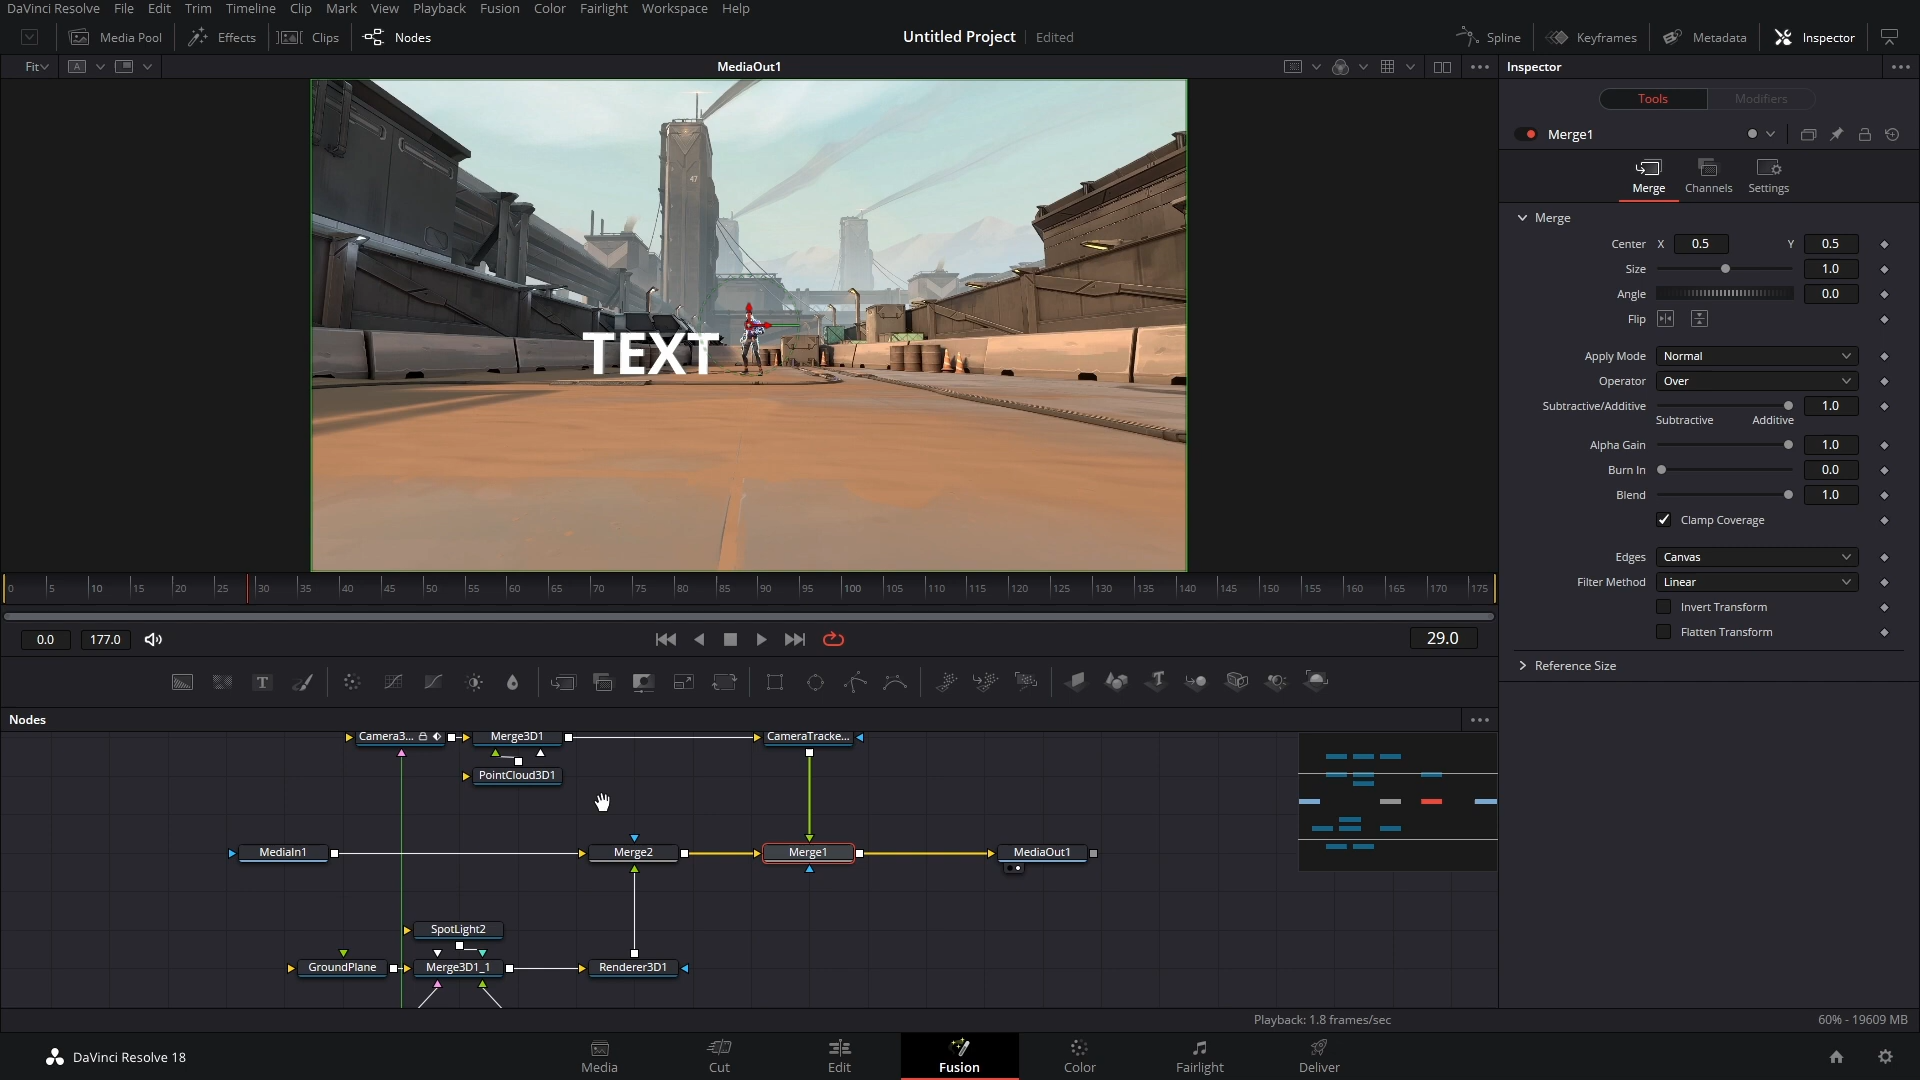 DaVinci Resolve File Edit Trim Timeline Clip Mark View Playback Fusion Color Fairlight Workspace Help
Media Pool Effects Clips Nodes Untitled Project Edited Spline Keyframes Metadata Inspector
Fit A MediaOut1 Inspector
Tools Modifiers
Merge1
Merge Channels Settings
Merge
Center X 0.5 Y 0.5
Size 1.0
Angle 0.0
Flip
Apply Mode Normal
Operator Over
Subtractive/Additive 1.0
Subtractive Additive
Alpha Gain 1.0
Burn In 0.0
Blend 1.0
Clamp Coverage
Edges Canvas
Filter Method Linear
Invert Transform
Flatten Transform
Reference Size
47
TEXT
0 5 10 15 20 25 30 35 40 45 50 55 60 65 70 75 80 85 90 95 100 105 110 115 120 125 130 135 140 145 150 155 160 165 170 175
0.0 177.0 29.0
T
Nodes
Camera3... Merge3D1 CameraTracke...
PointCloud3D1
MediaIn1 Merge2 Merge1 MediaOut1
SpotLight2
GroundPlane Merge3D1_1 Renderer3D1
Playback: 1.8 frames/sec 60% - 19609 MB
DaVinci Resolve 18 Media Cut Edit Fusion Color Fairlight Deliver